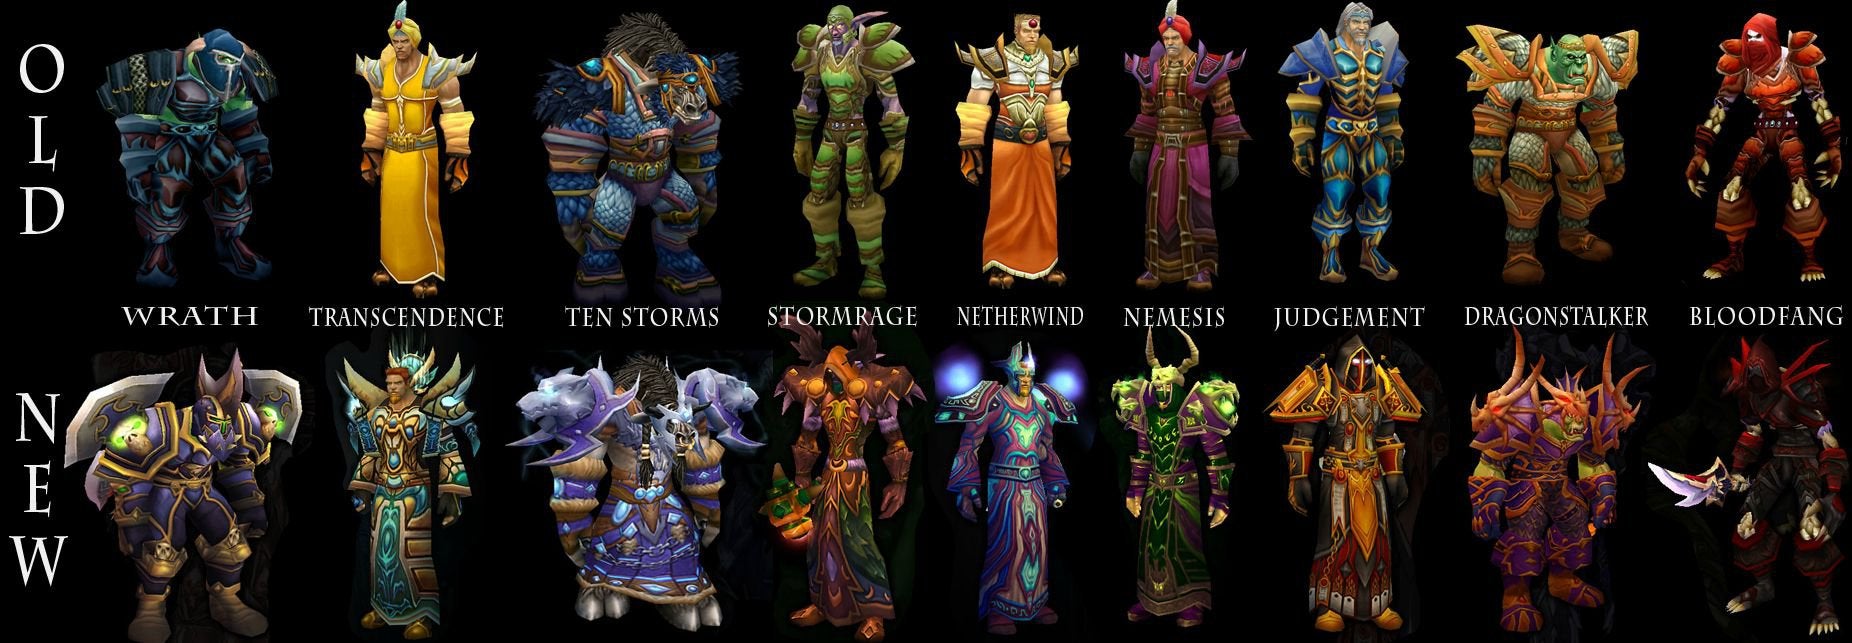 OLD
WRATH
TRANSCENDENCE
TEN STORMS
STORMRAGE
NETHERWIND
NEMESIS
JUDGEMENT
DRAGONSTALKER
BLOODFANG
NEW